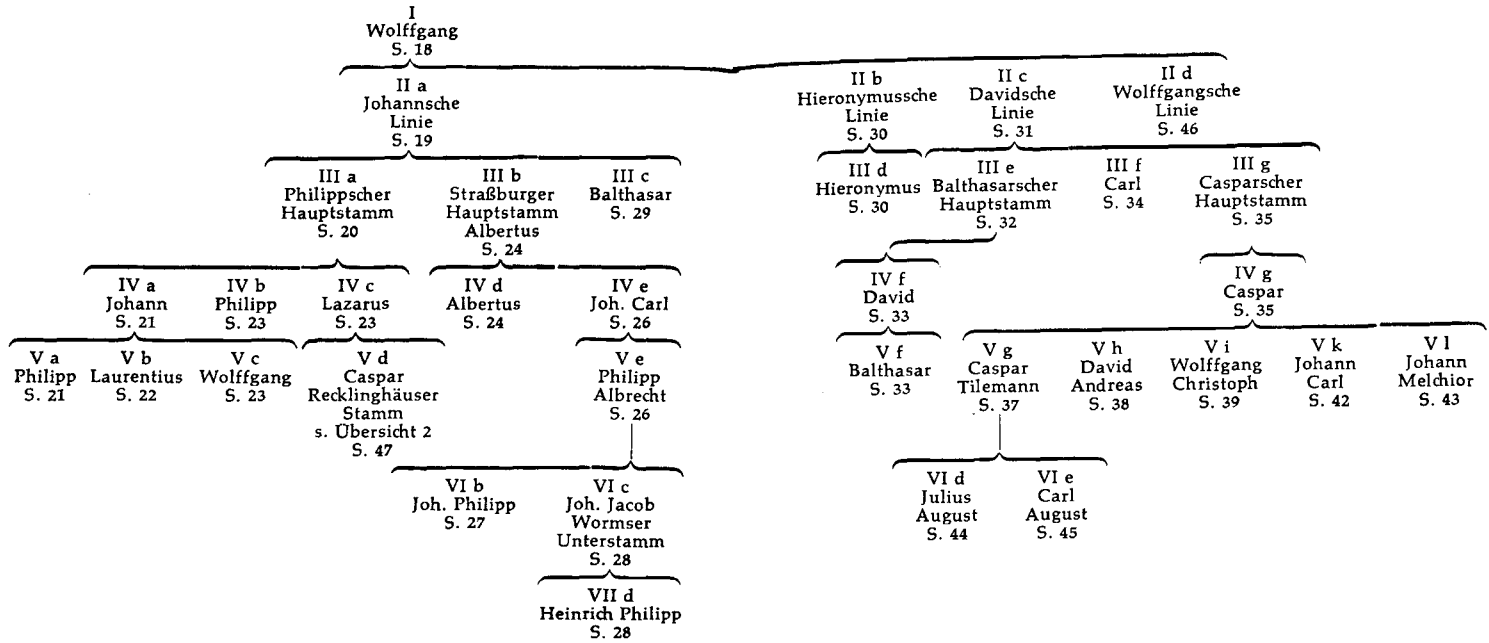 I
Wolffgang
S. 18
II a
Johannsche
Linie
S. 19
II b
Hieronymussche
Linie
S. 30
II c
Davidsche
Linie
S. 31
II d
Wolffgangsche
Linie
S. 46
III a
Philippscher
Hauptstamm
S. 20
III b
Straßburger
Hauptstamm
Albertus
S. 24
III c
Balthasar
S. 29
III d
Hieronymus
S. 30
III e
Balthasarscher
Hauptstamm
S. 32
III f
Carl
S. 34
III g
Casparscher
Hauptstamm
S. 35
IV a
Johann
S. 21
IV b
Philipp
S. 23
IV c
Lazarus
S. 23
IV d
Albertus
S. 24
IV e
Joh. Carl
S. 26
IV f
David
S. 33
IV g
Caspar
S. 35
V a
Philipp
S. 21
V b
Laurentius
S. 22
V c
Wolffgang
S. 23
V d
Caspar
Recklinghäuser
Stamm
s. Übersicht 2
S. 47
V e
Philipp
Albrecht
S. 26
V f
Balthasar
S. 33
V g
Caspar
Tilemann
S. 37
V h
David
Andreas
S. 38
V i
Wolffgang
Christoph
S. 39
V k
Johann
Carl
S. 42
V l
Johann
Melchior
S. 43
VI b
Joh. Philipp
S. 27
VI c
Joh. Jacob
Wormser
Unterstamm
S. 28
VI d
Julius
August
S. 44
VI e
Carl
August
S. 45
VII d
Heinrich Philipp
S. 28